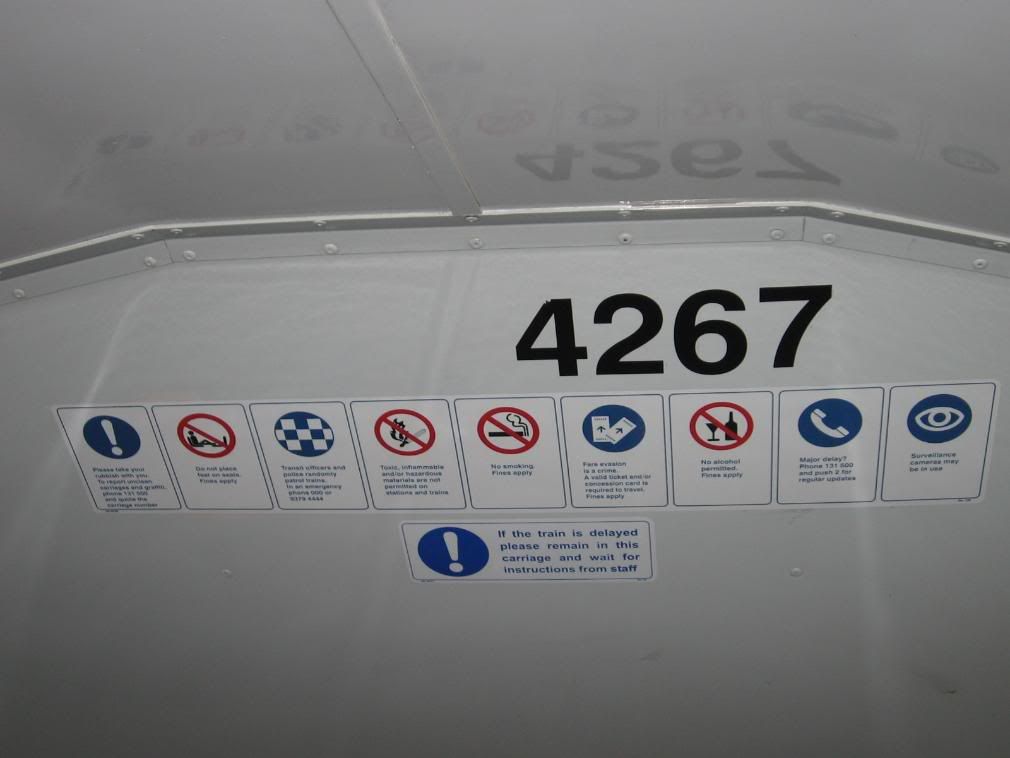 4267
Please take your
rubbish with you.
To report unclean
carriages and graffiti,
phone 131 500
and quote the
carriage number
Do not place
feet on seats.
Fines apply
Transit officers and
police randomly
patrol trains.
In an emergency
phone 000 or
9379 4444
Toxic, inflammable
and/or hazardous
materials are not
permitted on
stations and trains
No smoking.
Fines apply
Fare evasion
is a crime.
A valid ticket and/or
concession card is
required to travel.
Fines apply
No alcohol
permitted.
Fines apply
Major delay?
Phone 131 500
and push 2 for
regular updates
Surveillance
cameras may
be in use
If the train is delayed
please remain in this
carriage and wait for
instructions from staff